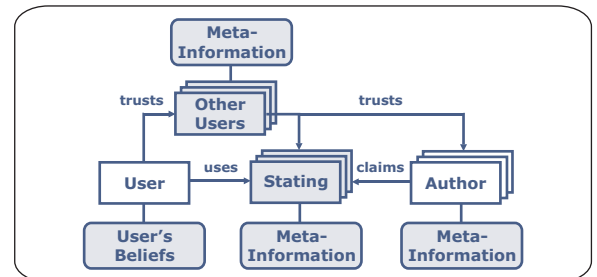 Meta-
Information
trusts
Other
Users
trusts
User
uses
Stating
claims
Author
User's
Beliefs
Meta-
Information
Meta-
Information